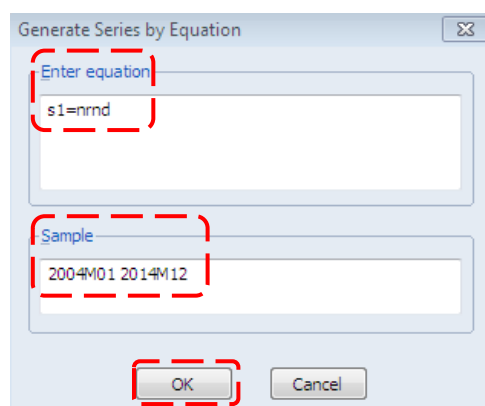 Generate Series by Equation
Enter equation
s1=nrnd
Sample
2004M01 2014M12
OK Cancel